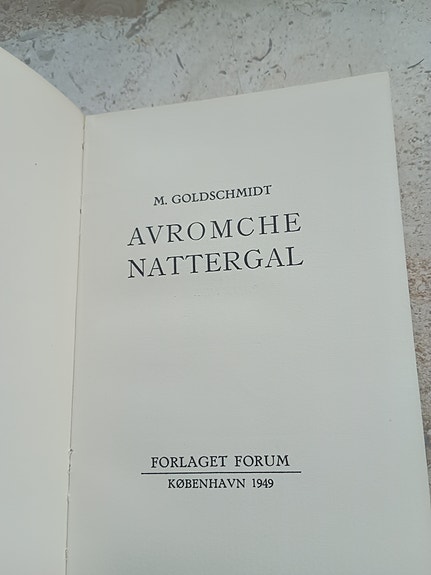 M. GOLDSCHMIDT
AVROMCHE
NATTERGAL
FORLAGET FORUM
KØBENHAVN 1949